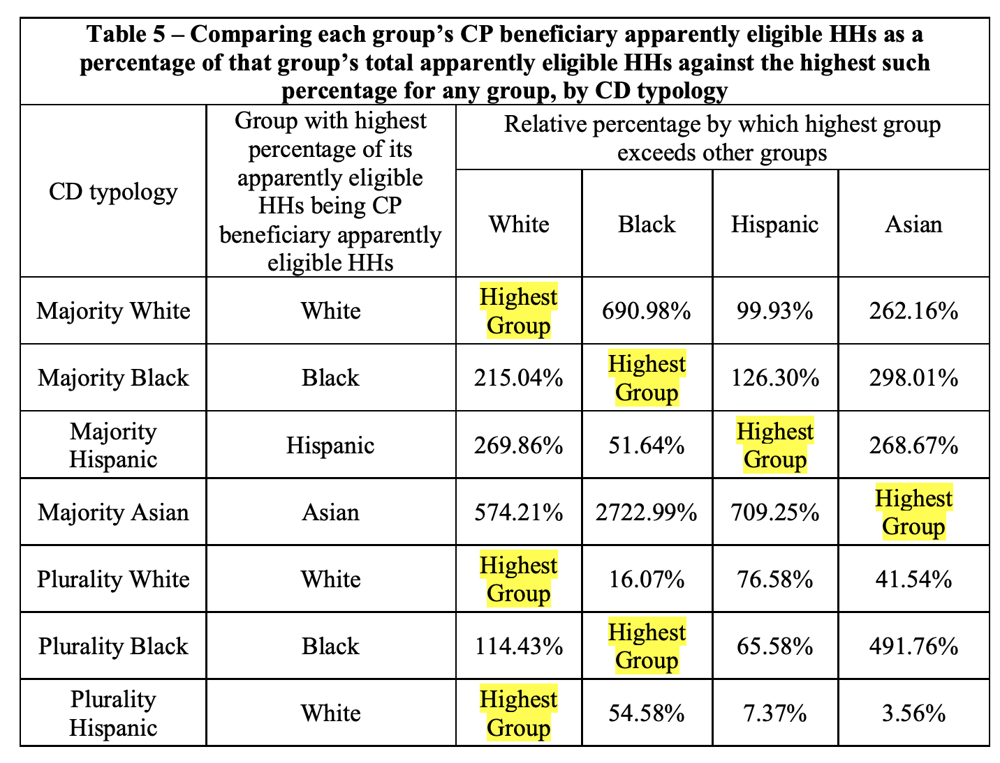 Table 5 – Comparing each group’s CP beneficiary apparently eligible HHs as a
percentage of that group’s total apparently eligible HHs against the highest such
percentage for any group, by CD typology
CD typology
Group with highest
percentage of its
apparently eligible
HHs being CP
beneficiary apparently
eligible HHs
Relative percentage by which highest group
exceeds other groups
White
Black
Hispanic
Asian
Majority White
White
Highest
Group
690.98%
99.93%
262.16%
Majority Black
Black
215.04%
Highest
Group
126.30%
298.01%
Majority
Hispanic
Hispanic
269.86%
51.64%
Highest
Group
268.67%
Majority Asian
Asian
574.21%
2722.99%
709.25%
Highest
Group
Plurality White
White
Highest
Group
16.07%
76.58%
41.54%
Plurality Black
Black
114.43%
Highest
Group
65.58%
491.76%
Plurality
Hispanic
White
Highest
Group
54.58%
7.37%
3.56%